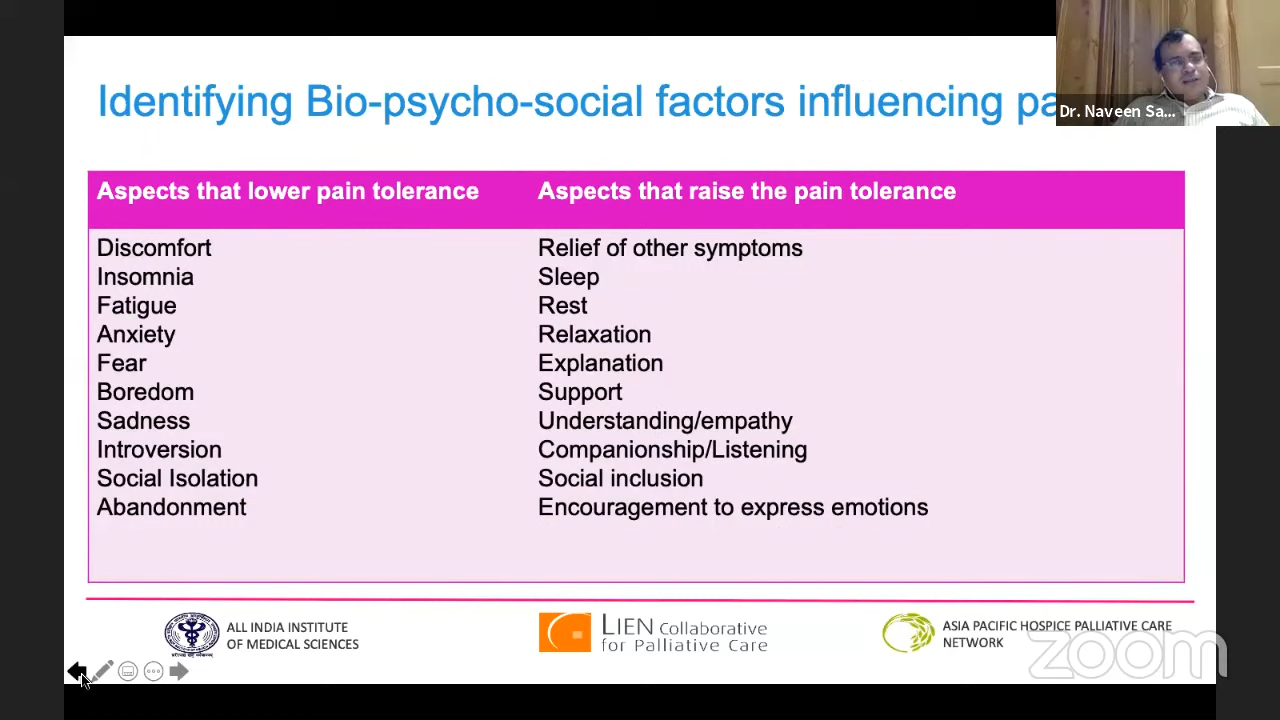 Identifying Bio-psycho-social factors influencing pa
Dr. Naveen Sa...
Aspects that lower pain tolerance
Aspects that raise the pain tolerance
Discomfort
Relief of other symptoms
Insomnia
Sleep
Fatigue
Rest
Anxiety
Relaxation
Fear
Explanation
Boredom
Support
Sadness
Understanding/empathy
Introversion
Companionship/Listening
Social Isolation
Social inclusion
Abandonment
Encouragement to express emotions
ALL INDIA INSTITUTE
OF MEDICAL SCIENCES
LIEN Collaborative
for Palliative Care
ASIA PACIFIC HOSPICE PALLIATIVE CARE
NETWORK
zoom